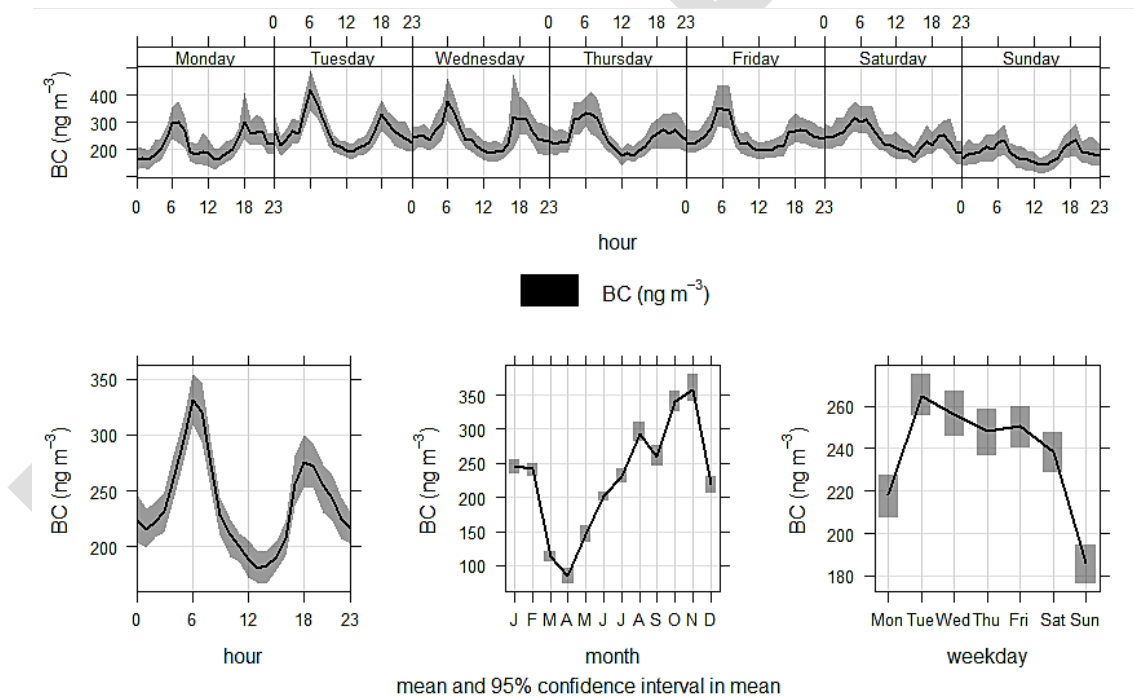 0 6 12 18 23 0 6 12 18 23 0 6 12 18 23
Monday Tuesday Wednesday Thursday Friday Saturday Sunday
BC (ng m⁻³)
400
300
200
0 6 12 18 23 0 6 12 18 23 0 6 12 18 23 0 6 12 18 23
hour
BC (ng m⁻³)
BC (ng m⁻³)
350
300
250
200
0 6 18 23
hour
BC (ng m⁻³)
350
300
250
200
150
100
J F M A M J J A S O N D
month
BC (ng m⁻³)
260
240
220
200
180
Mon Tue Wed Thu Fri Sat Sun
weekday
mean and 95% confidence interval in mean